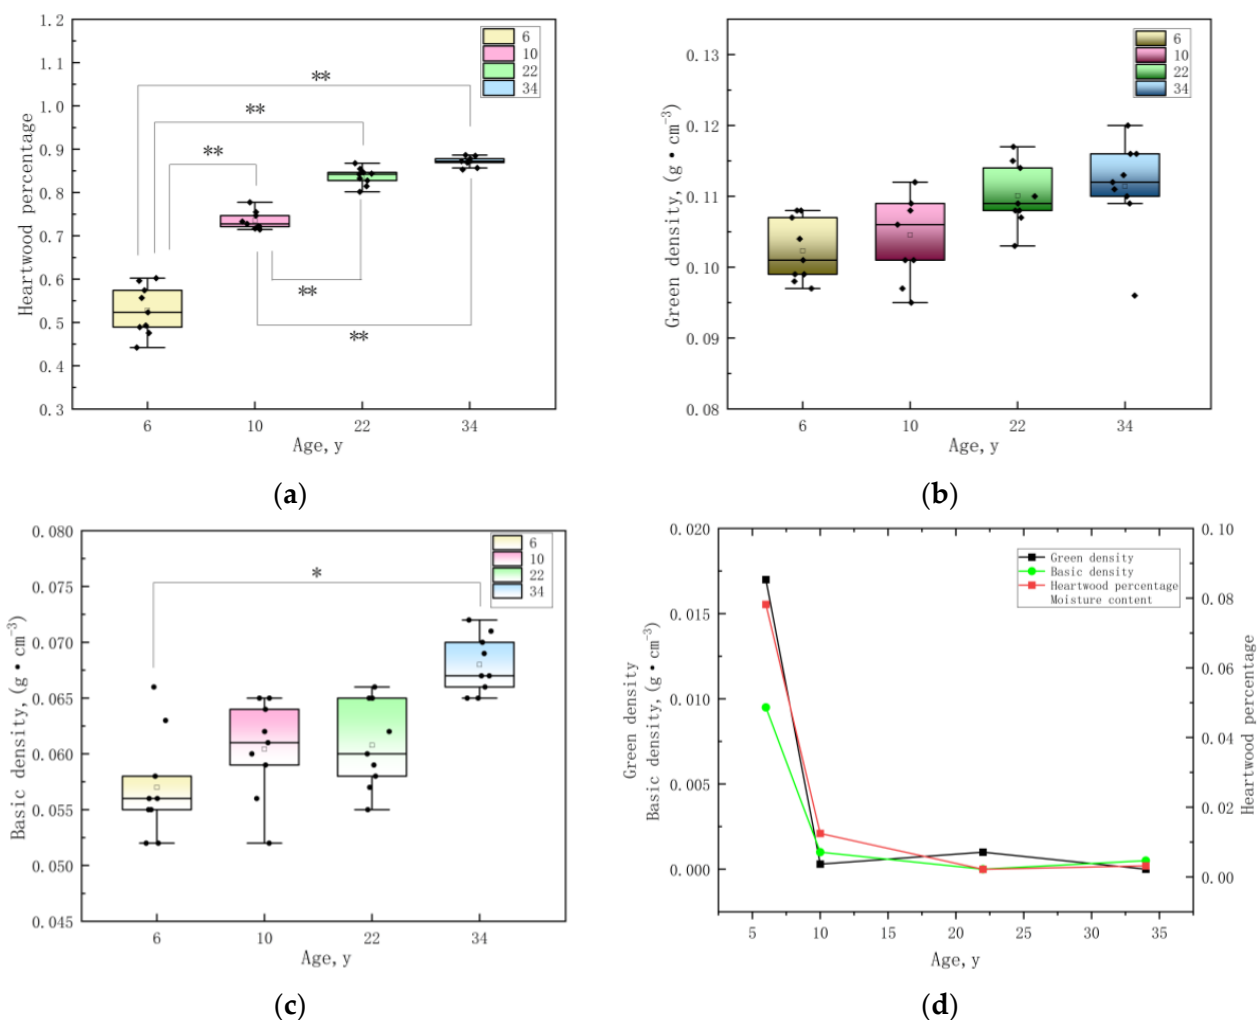 1.2
1.1
1.0
0.9
0.8
0.7
0.6
0.5
0.4
0.3
Heartwood percentage
6
10
22
34
**
**
**
**
**
6 10 22 34
Age, y
(a)
0.13
0.12
0.11
0.10
0.09
0.08
Green density, (g•cm⁻³)
6
10
22
34
6 10 22 34
Age, y
(b)
0.080
0.075
0.070
0.065
0.060
0.055
0.050
0.045
Basic density, (g•cm⁻³)
6
10
22
34
*
6 10 22 34
Age, y
(c)
0.020
0.015
0.010
0.005
0.000
Green density
Basic density, (g•cm⁻³)
Green density
Basic density
Heartwood percentage
Moisture content
0.10
0.08
0.06
0.04
0.02
0.00
Heartwood percentage
5 10 15 20 25 30 35
Age, y
(d)